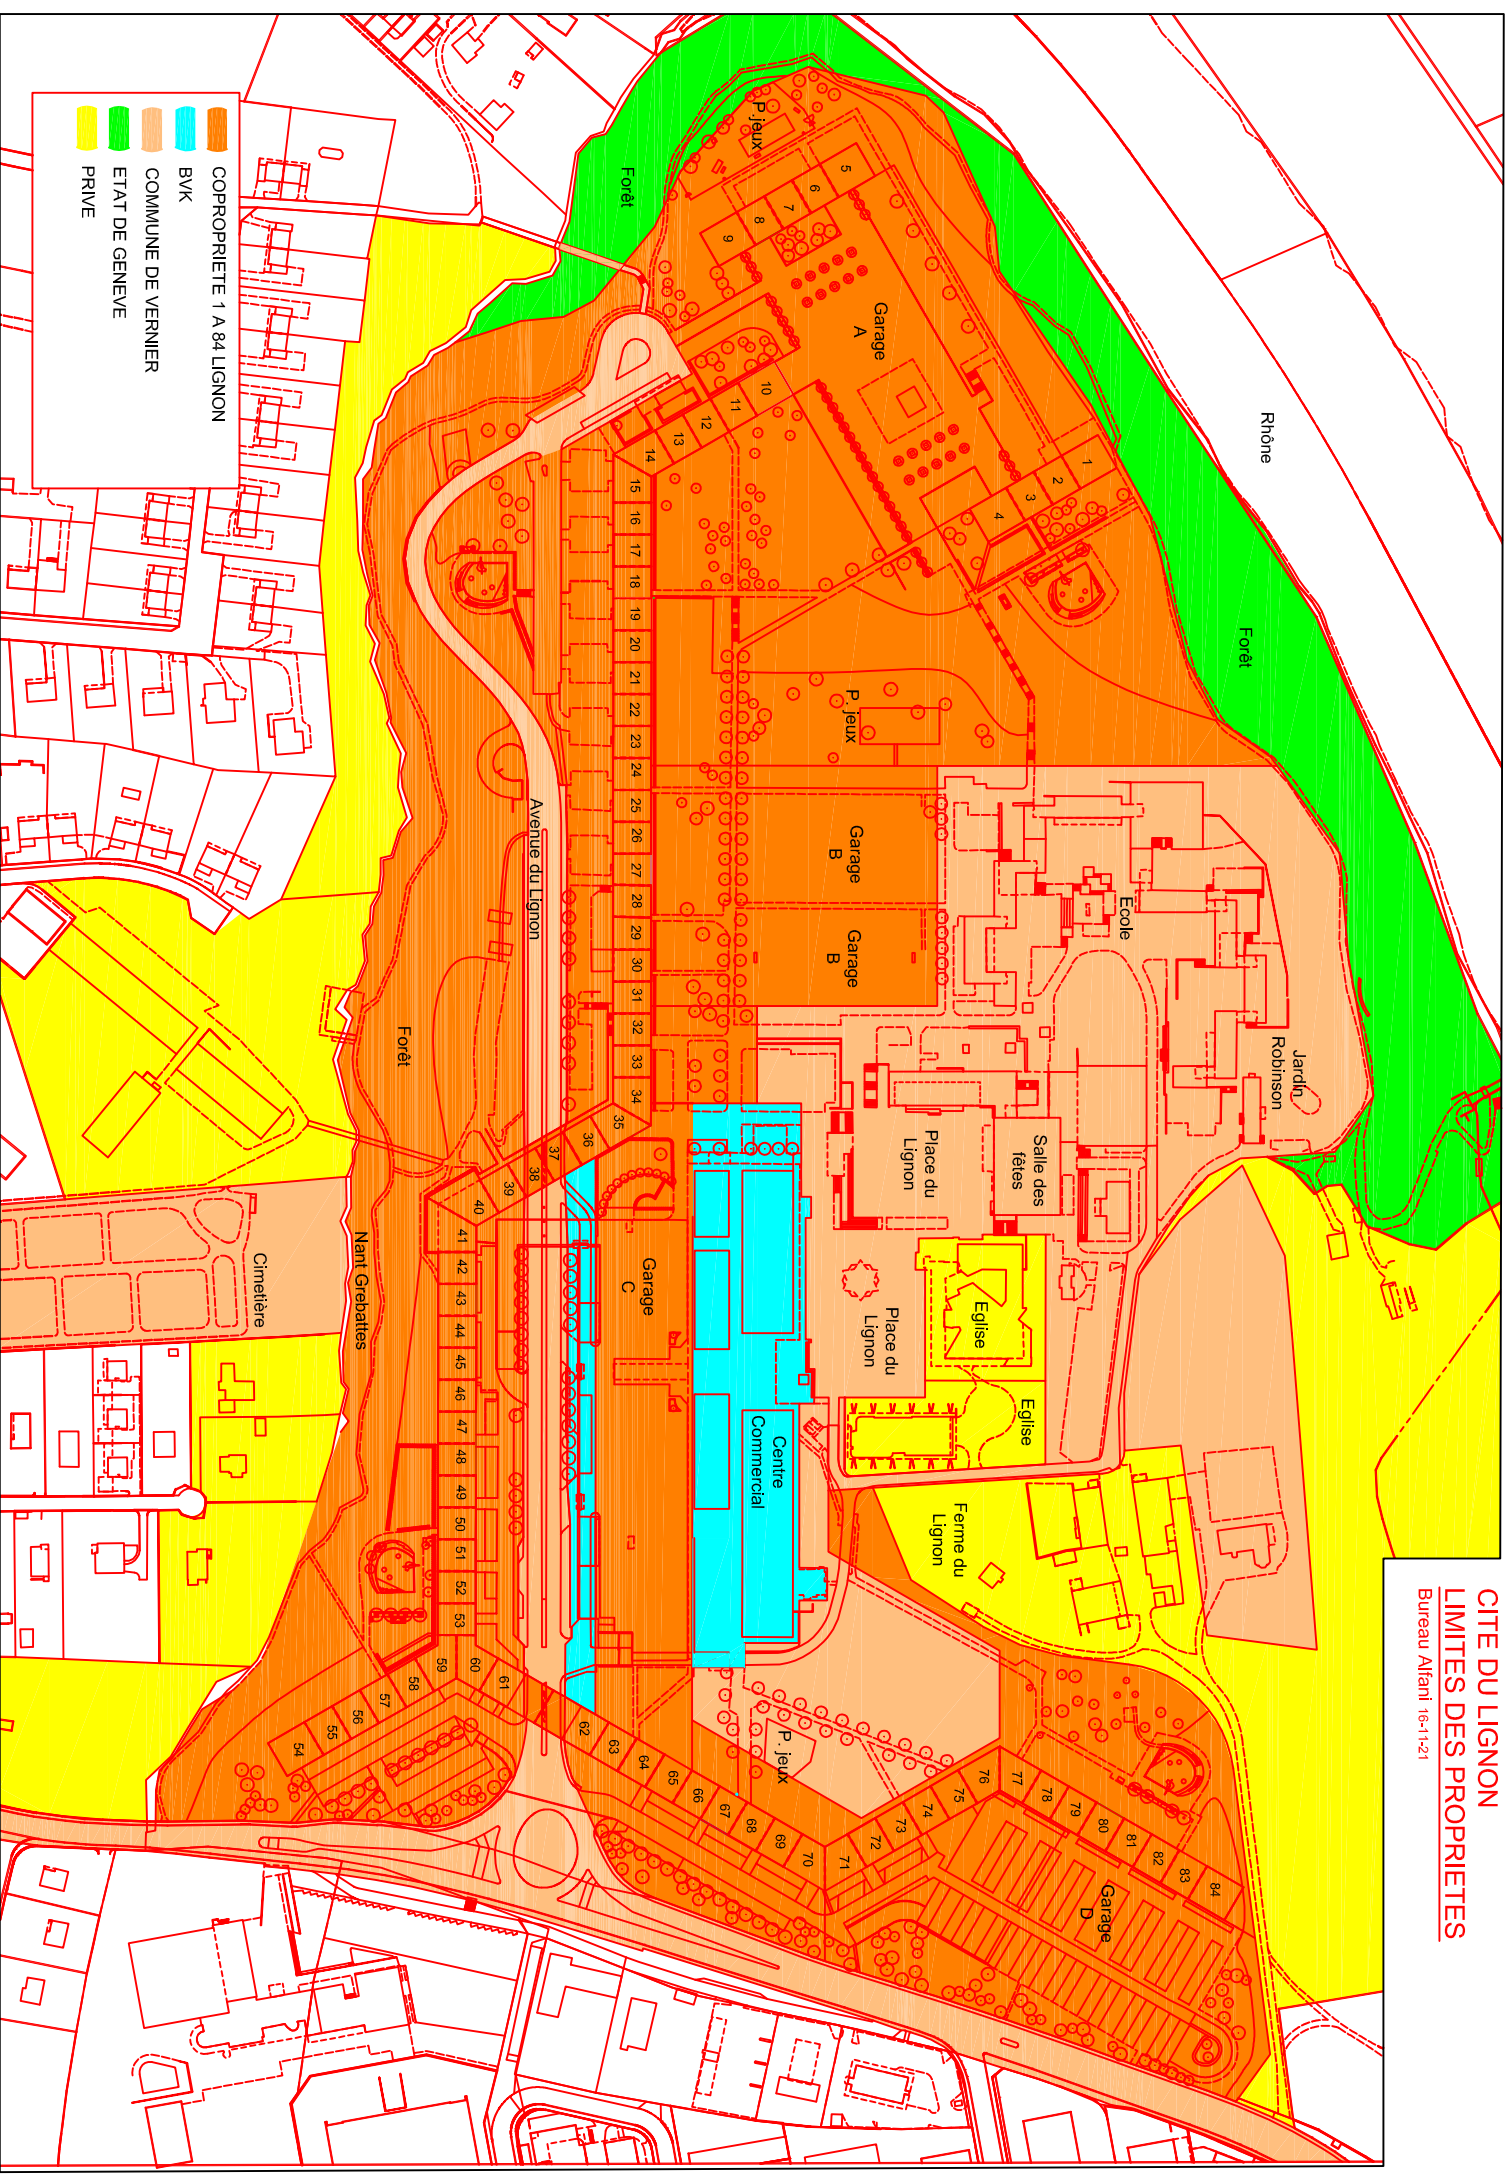 CITE DU LIGNON
LIMITES DES PROPRIETES
Bureau Alfani 16-11-21
Rhône
Forêt
Forêt
P. jeux
5
6
7
8
9
Garage
A
1
2
3
4
10
11
12
13
14
15
16
17
18
19
20
21
22
23
24
25
26
27
28
29
30
31
32
33
34
35
36
37
38
39
40
41
42
43
44
45
46
47
48
49
50
51
52
53
P. jeux
Garage
B
Garage
B
Ecole
Jardin
Robinson
Salle des
fêtes
Place du
Lignon
Place du
Lignon
Eglise
Eglise
Ferme du
Lignon
Centre
Commercial
Garage
C
Avenue du Lignon
Forêt
Nant Grebattes
Cimetière
P. jeux
54
55
56
57
58
59
60
61
62
63
64
65
66
67
68
69
70
71
72
73
74
75
76
77
78
79
80
81
82
83
84
Garage
D
COPROPRIETE 1 A 84 LIGNON
BVK
COMMUNE DE VERNIER
ETAT DE GENEVE
PRIVE